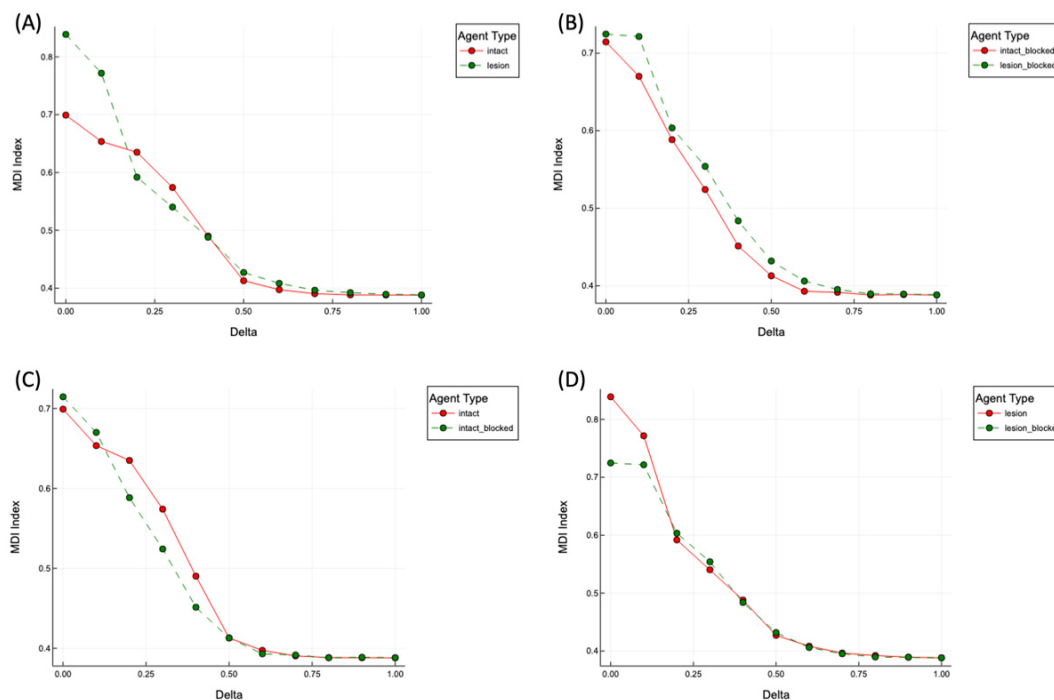 (A)
Agent Type
intact
lesion
0.8
0.7
0.6
0.5
0.4
MDI Index
0.00
0.25
0.50
0.75
1.00
Delta
(B)
Agent Type
intact_blocked
lesion_blocked
0.7
0.6
0.5
0.4
MDI Index
0.00
0.25
0.50
0.75
1.00
Delta
(C)
Agent Type
intact
intact_blocked
0.7
0.6
0.5
0.4
MDI Index
0.00
0.25
0.50
0.75
1.00
Delta
(D)
Agent Type
lesion
lesion_blocked
0.8
0.7
0.6
0.5
0.4
MDI Index
0.00
0.25
0.50
0.75
1.00
Delta